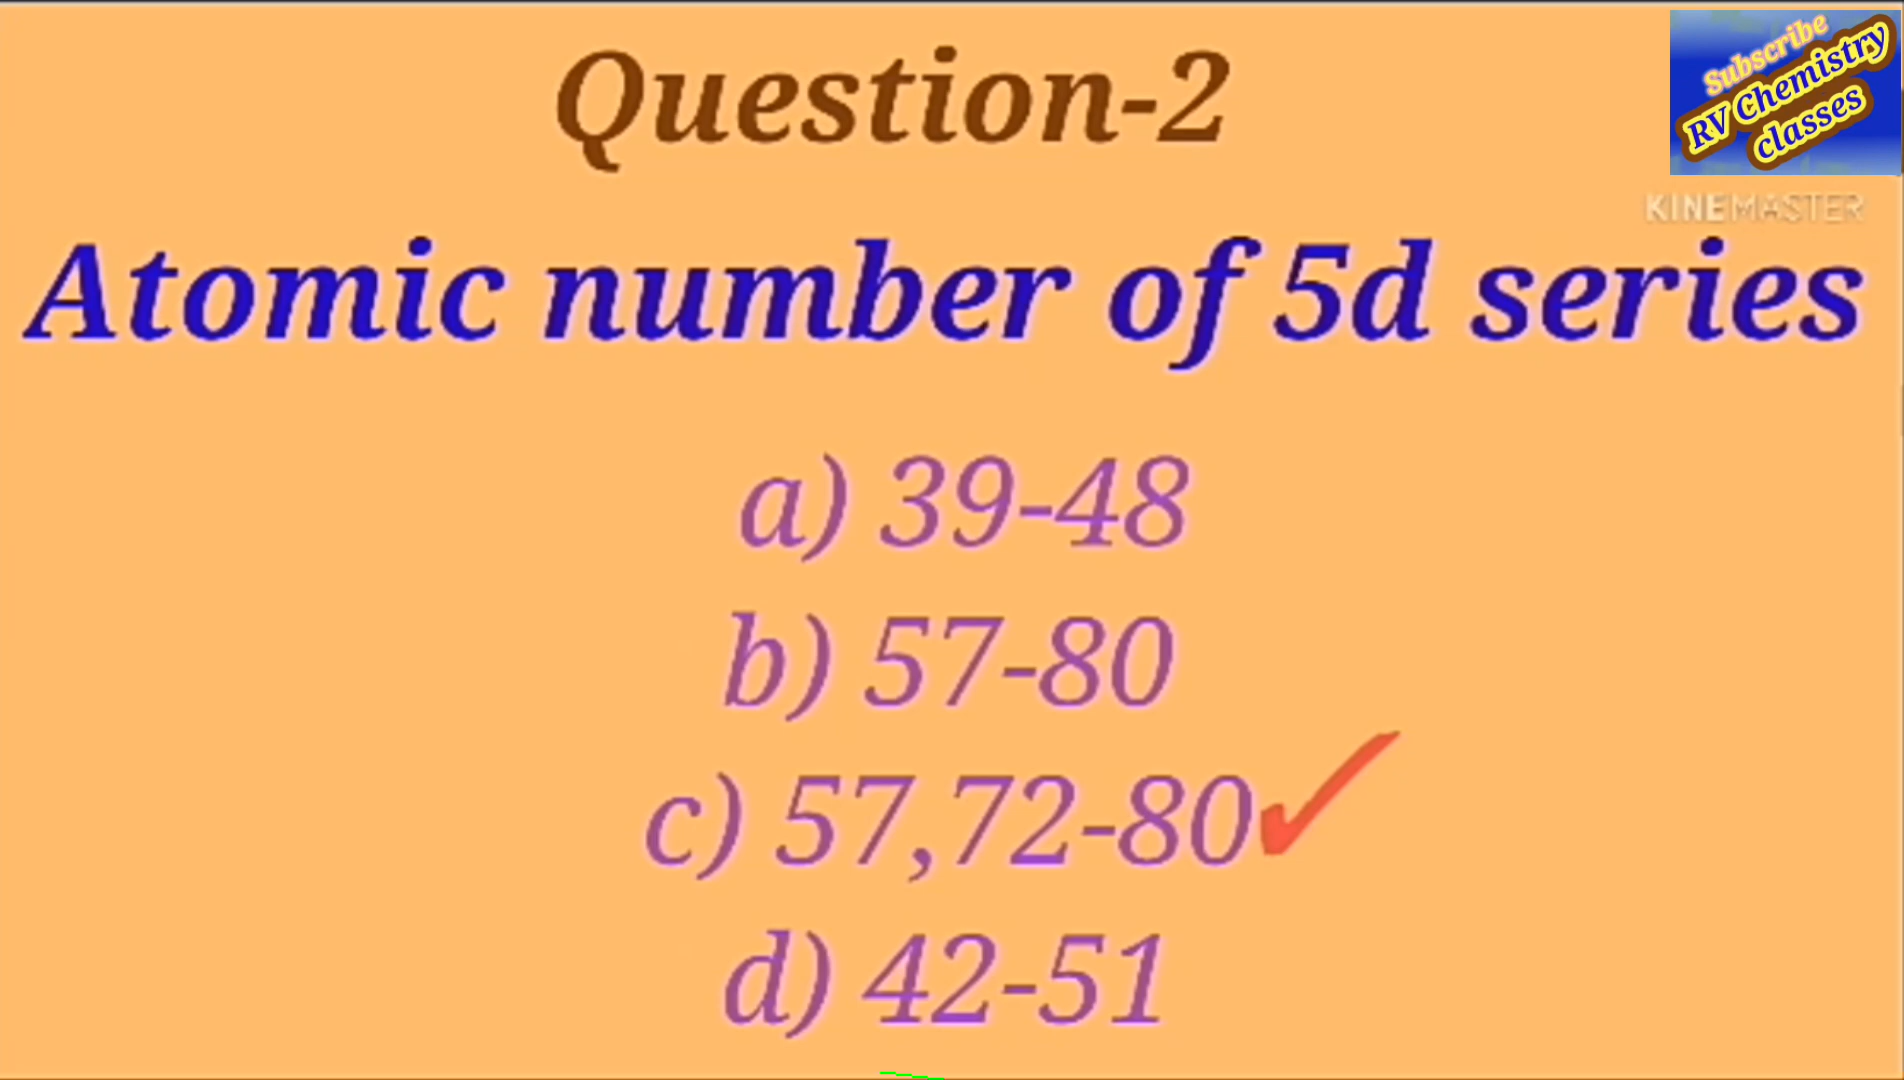 Question-2
Subscribe
RV Chemistry
classes
KINEMASTER
Atomic number of 5d series
a) 39-48
b) 57-80
c) 57,72-80✓
d) 42-51